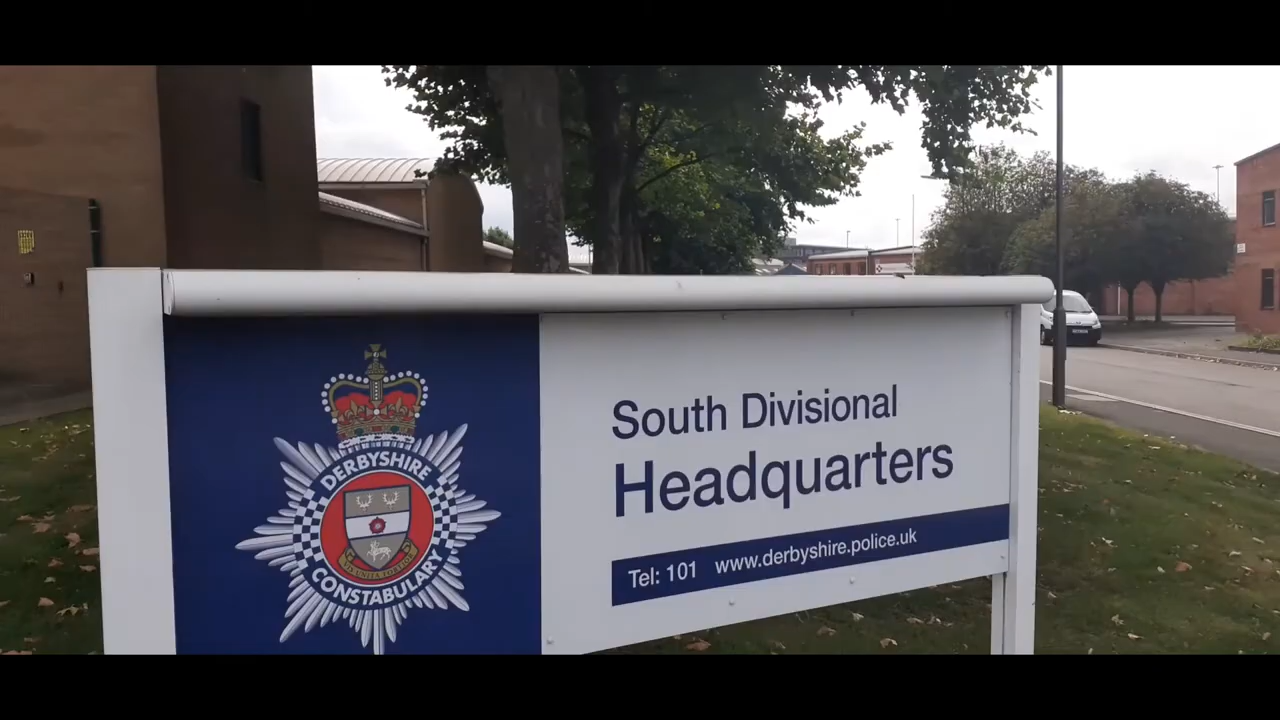 DERBYSHIRE
CONSTABULARY
South Divisional
Headquarters
Tel: 101 www.derbyshire.police.uk